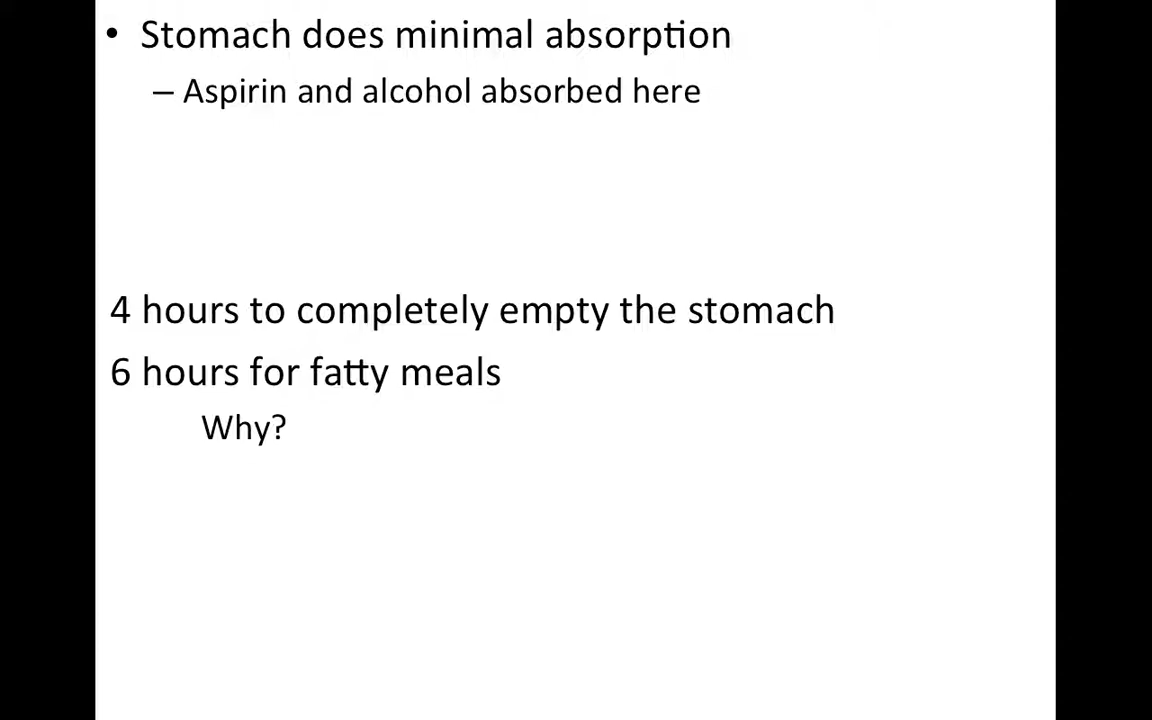 • Stomach does minimal absorption
– Aspirin and alcohol absorbed here
4 hours to completely empty the stomach
6 hours for fatty meals
Why?